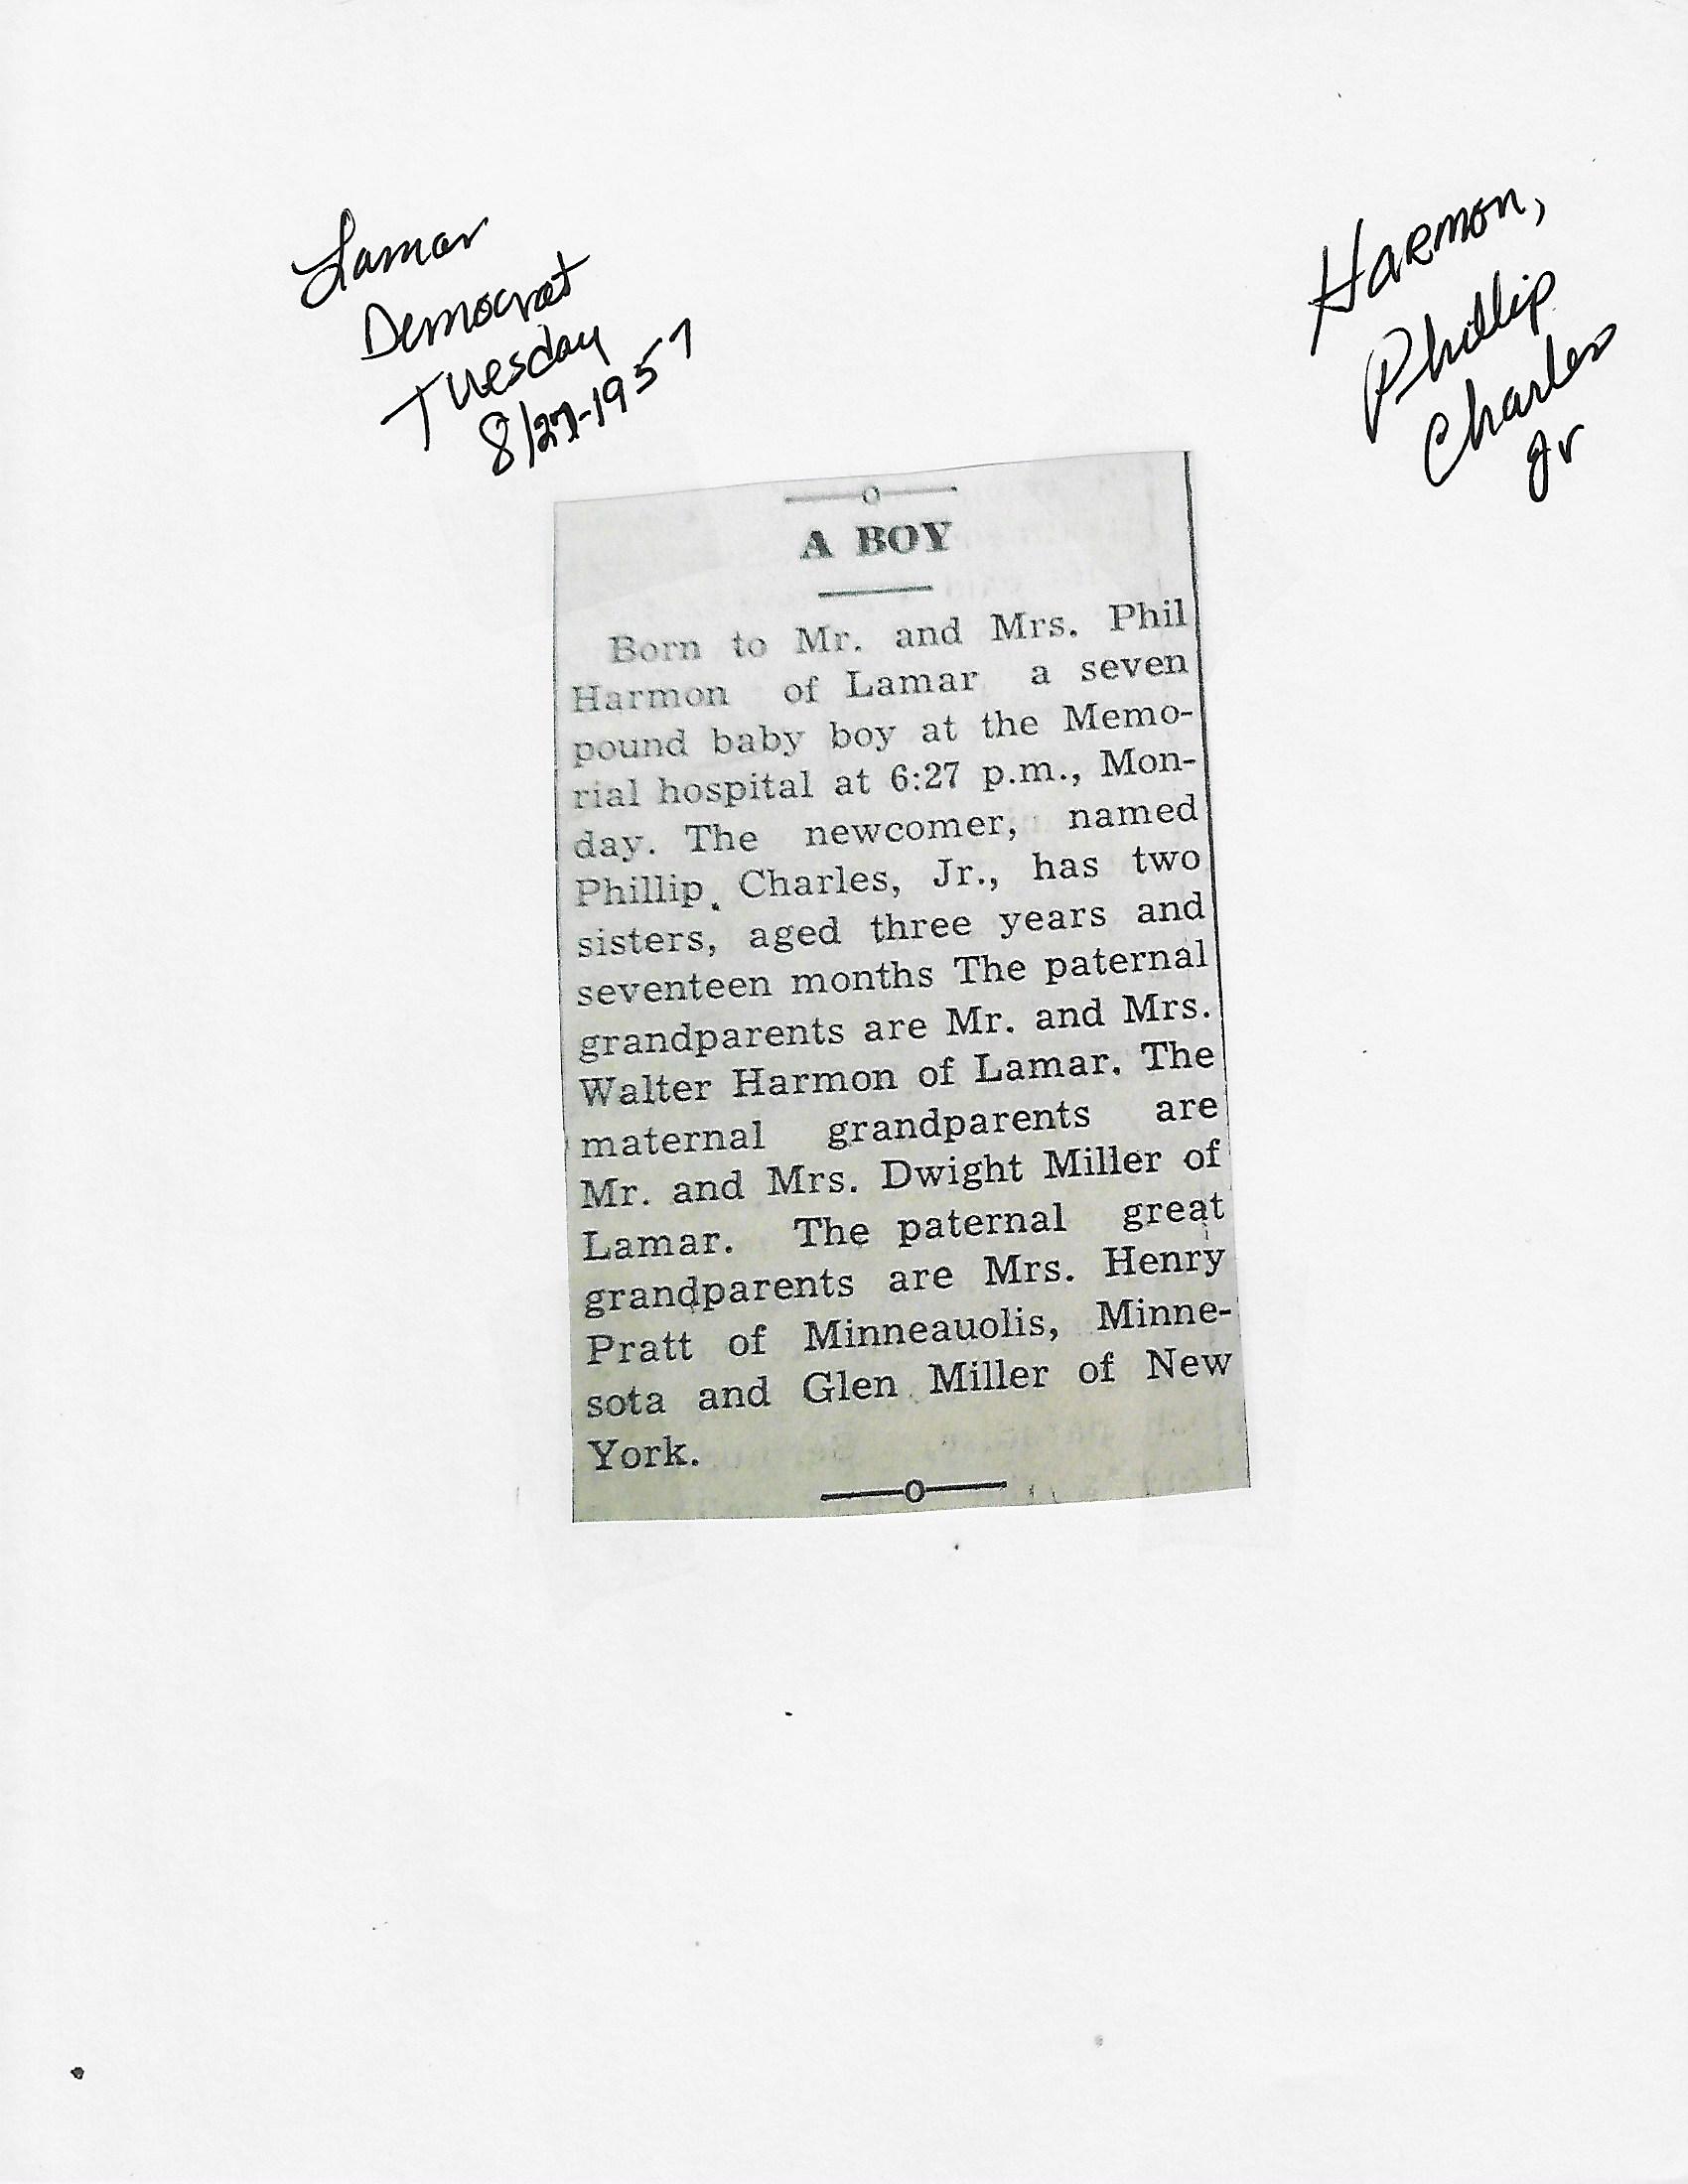 Lamar
Democrat
Tuesday
8/27-1957
Harmon,
Phillip
Charles
Jr
A BOY
Born to Mr. and Mrs. Phil
Harmon of Lamar a seven
pound baby boy at the Memo-
rial hospital at 6:27 p.m., Mon-
day. The newcomer, named
Phillip Charles, Jr., has two
sisters, aged three years and
seventeen months The paternal
grandparents are Mr. and Mrs.
Walter Harmon of Lamar. The
maternal grandparents are
Mr. and Mrs. Dwight Miller of
Lamar. The paternal great
grandparents are Mrs. Henry
Pratt of Minneauolis, Minne-
sota and Glen Miller of New
York.